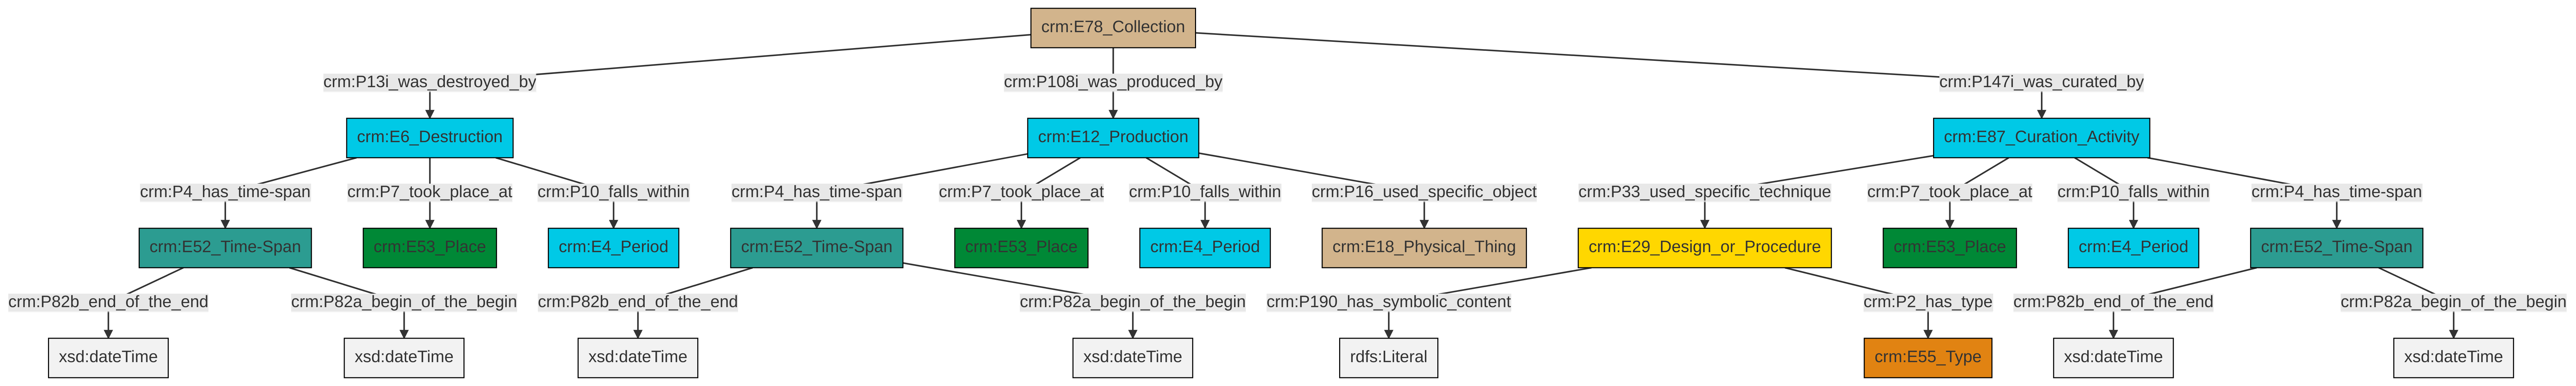 crm:E78_Collection
crm:P13i_was_destroyed_by
crm:P108i_was_produced_by
crm:P147i_was_curated_by
crm:E6_Destruction
crm:E12_Production
crm:E87_Curation_Activity
crm:P4_has_time-span
crm:P7_took_place_at
crm:P10_falls_within
crm:P4_has_time-span
crm:P7_took_place_at
crm:P10_falls_within
crm:P16_used_specific_object
crm:P33_used_specific_technique
crm:P7_took_place_at
crm:P10_falls_within
crm:P4_has_time-span
crm:E52_Time-Span
crm:E53_Place
crm:E4_Period
crm:E52_Time-Span
crm:E53_Place
crm:E4_Period
crm:E18_Physical_Thing
crm:E29_Design_or_Procedure
crm:E53_Place
crm:E4_Period
crm:E52_Time-Span
crm:P82b_end_of_the_end
crm:P82a_begin_of_the_begin
crm:P82b_end_of_the_end
crm:P82a_begin_of_the_begin
crm:P190_has_symbolic_content
crm:P2_has_type
crm:P82b_end_of_the_end
crm:P82a_begin_of_the_begin
xsd:dateTime
xsd:dateTime
xsd:dateTime
xsd:dateTime
rdfs:Literal
crm:E55_Type
xsd:dateTime
xsd:dateTime